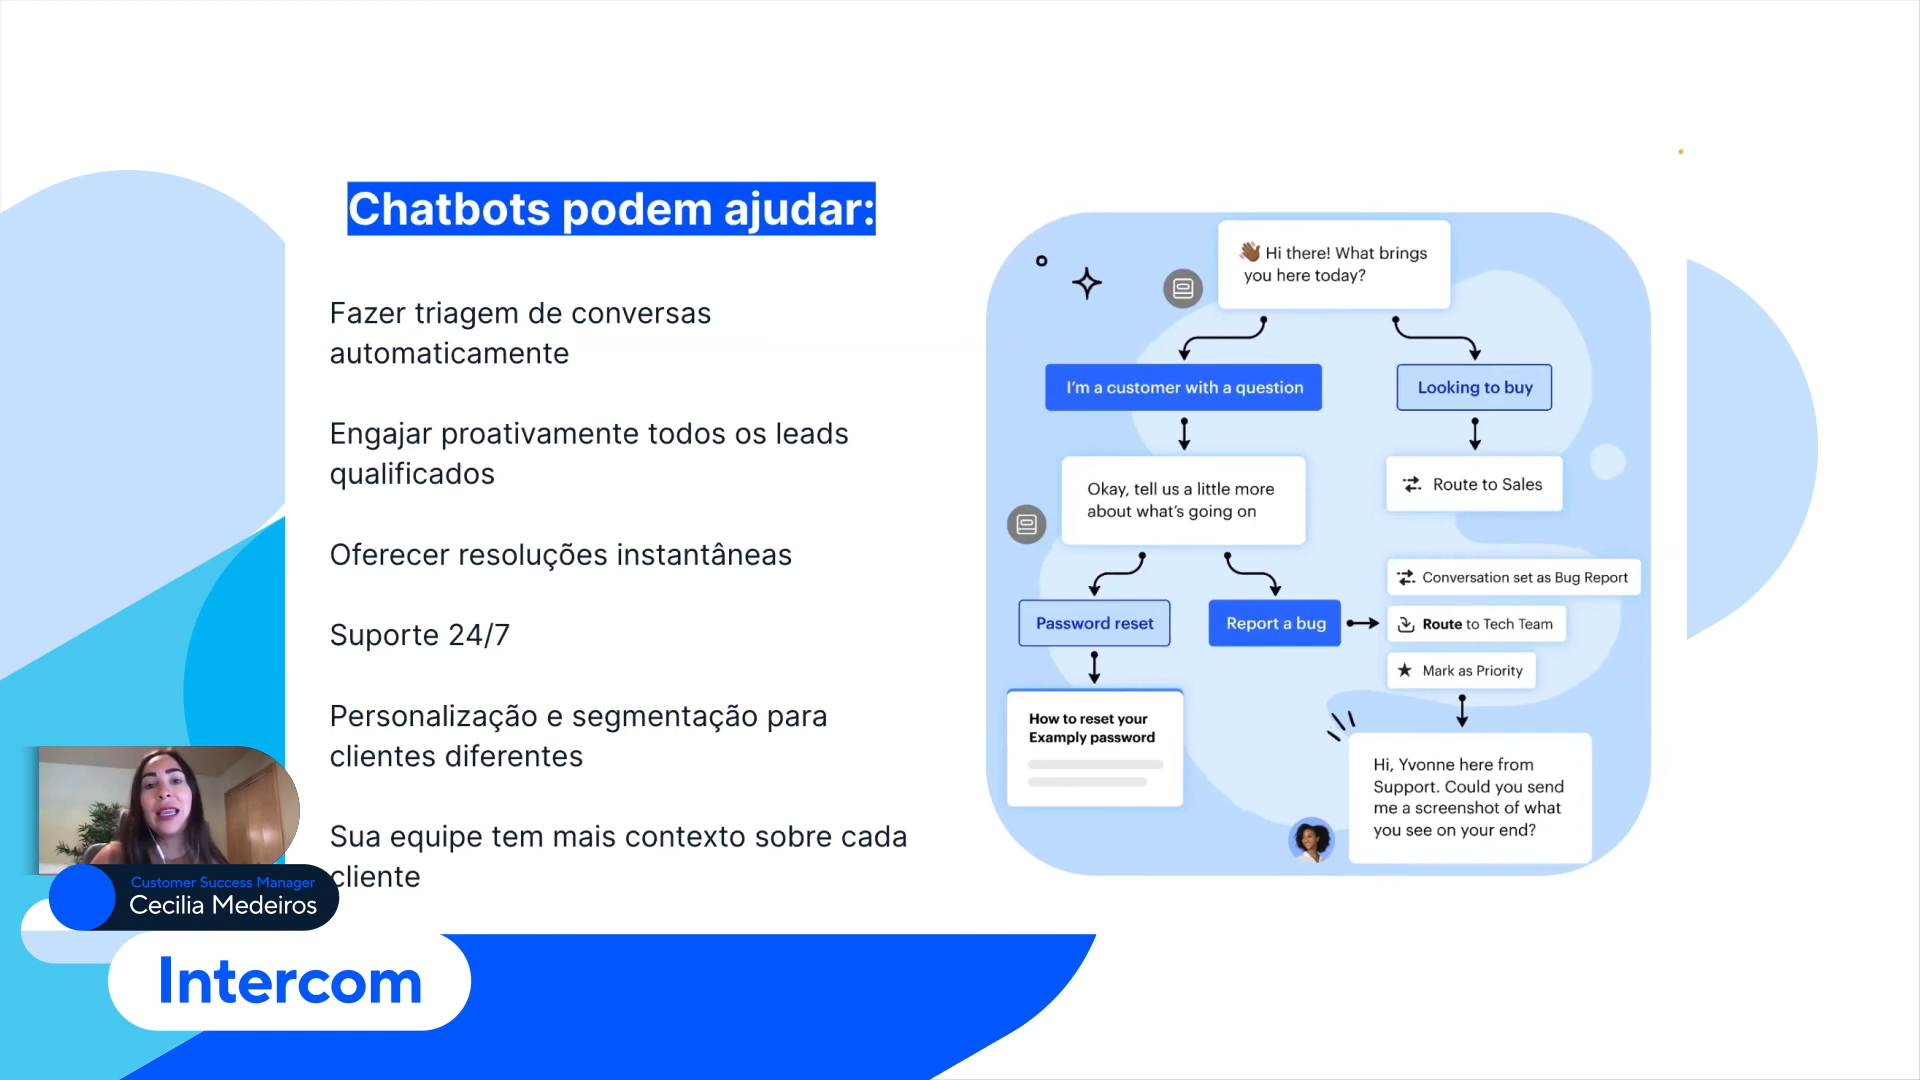 Chatbots podem ajudar:
Fazer triagem de conversas
automaticamente
Engajar proativamente todos os leads
qualificados
Oferecer resoluções instantâneas
Suporte 24/7
Personalização e segmentação para
clientes diferentes
Sua equipe tem mais contexto sobre cada
cliente
👋🏾 Hi there! What brings
you here today?
I'm a customer with a question
Looking to buy
Okay, tell us a little more
about what's going on
Route to Sales
Password reset
Report a bug
Conversation set as Bug Report
Route to Tech Team
Mark as Priority
How to reset your
Examply password
Hi, Yvonne here from
Support. Could you send
me a screenshot of what
you see on your end?
Customer Success Manager
Cecilia Medeiros
Intercom